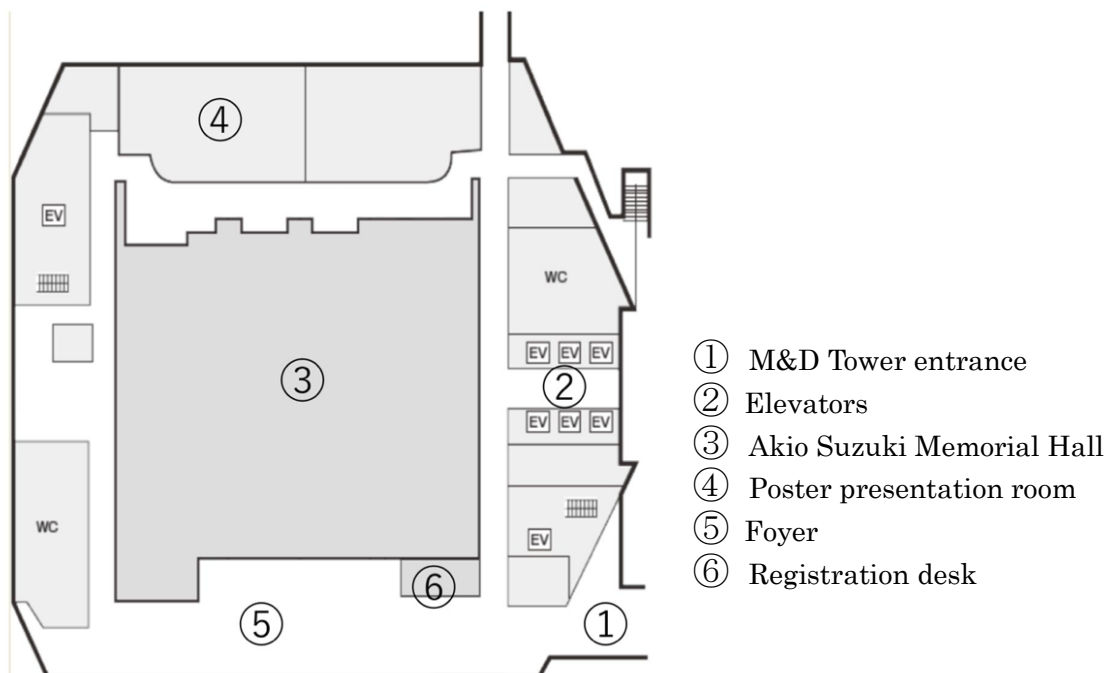 ④
EV
WC
EV EV EV
③
②
EV EV EV
WC
EV
⑥
⑤
①
① M&D Tower entrance
② Elevators
③ Akio Suzuki Memorial Hall
④ Poster presentation room
⑤ Foyer
⑥ Registration desk